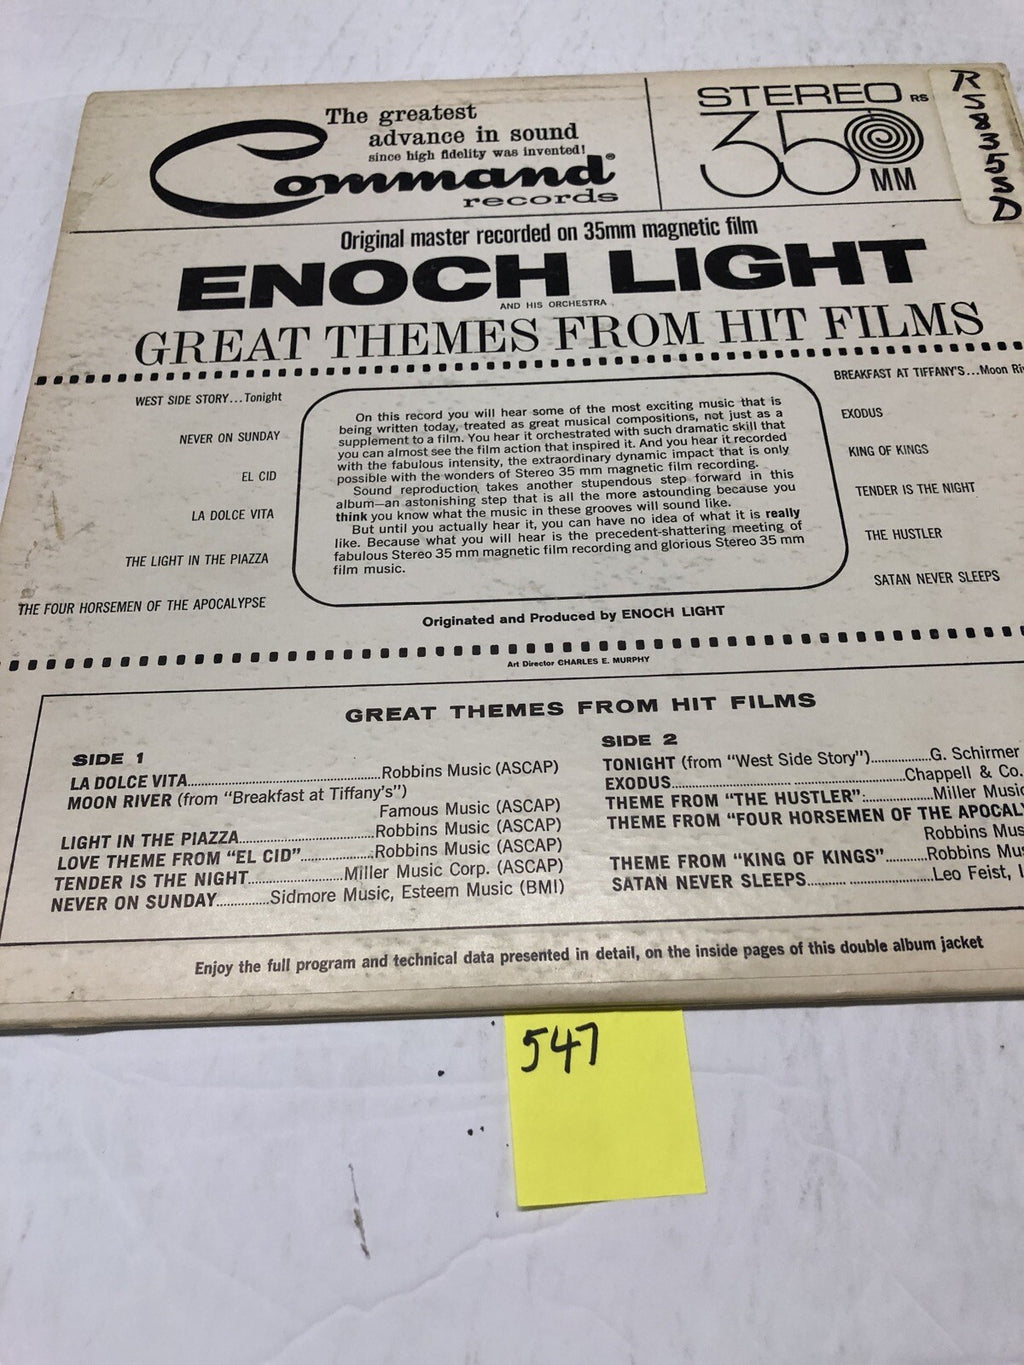 The greatest
advance in sound
since high fidelity was invented!
Command®
records
STEREO RS
35
MM
R
5
8
3
5
S
D
Original master recorded on 35mm magnetic film
ENOCH LIGHT
AND HIS ORCHESTRA
GREAT THEMES FROM HIT FILMS
WEST SIDE STORY...Tonight
NEVER ON SUNDAY
EL CID
LA DOLCE VITA
THE LIGHT IN THE PIAZZA
THE FOUR HORSEMEN OF THE APOCALYPSE
On this record you will hear some of the most exciting music that is
being written today, treated as great musical compositions, not just as a
supplement to a film. You hear it orchestrated with such dramatic skill that
you can almost see the film action that inspired it. And you hear it recorded
with the fabulous intensity, the extraordinary dynamic impact that is only
possible with the wonders of Stereo 35 mm magnetic film recording.
Sound reproduction takes another stupendous step forward in this
album—an astonishing step that is all the more astounding because you
think you know what the music in these grooves will sound like.
But until you actually hear it, you can have no idea of what it is really
like. Because what you will hear is the precedent-shattering meeting of
fabulous Stereo 35 mm magnetic film recording and glorious Stereo 35 mm
film music.
BREAKFAST AT TIFFANY'S...Moon
EXODUS
KING OF KINGS
TENDER IS THE NIGHT
THE HUSTLER
SATAN NEVER SLEEPS
Originated and Produced by ENOCH LIGHT
Art Director CHARLES E. MURPHY
GREAT THEMES FROM HIT FILMS
SIDE 1
LA DOLCE VITA..........Robbins Music (ASCAP)
MOON RIVER (from "Breakfast at Tiffany's")
Famous Music (ASCAP)
LIGHT IN THE PIAZZA..........Robbins Music (ASCAP)
LOVE THEME FROM "EL CID"..........Robbins Music (ASCAP)
TENDER IS THE NIGHT..........Miller Music Corp. (ASCAP)
NEVER ON SUNDAY..........Sidmore Music, Esteem Music (BMI)
SIDE 2
TONIGHT (from "West Side Story")..........G. Schirmer
EXODUS..........Chappell & Co.
THEME FROM "THE HUSTLER":..........Miller Music
THEME FROM "FOUR HORSEMEN OF THE
Robbins
THEME FROM "KING OF KINGS"..........Robbins
SATAN NEVER SLEEPS..........Leo Feist,
Enjoy the full program and technical data presented in detail, on the inside pages of this double album jacket
547